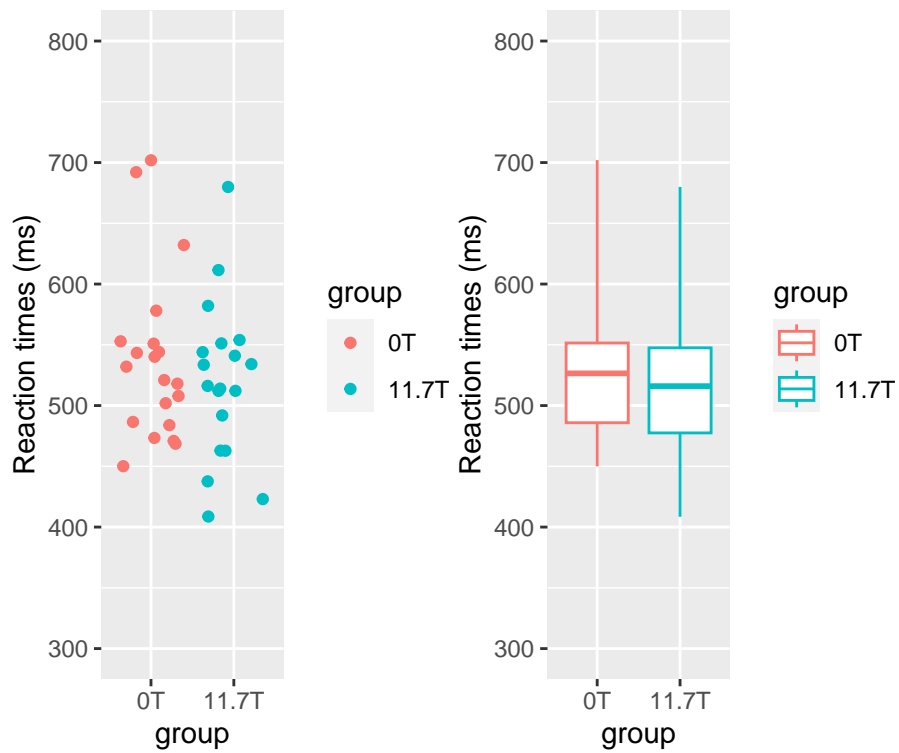 Reaction times (ms)
800
700
600
500
400
300
0T
11.7T
group
group
0T
11.7T
Reaction times (ms)
800
700
600
500
400
300
0T
11.7T
group
group
0T
11.7T